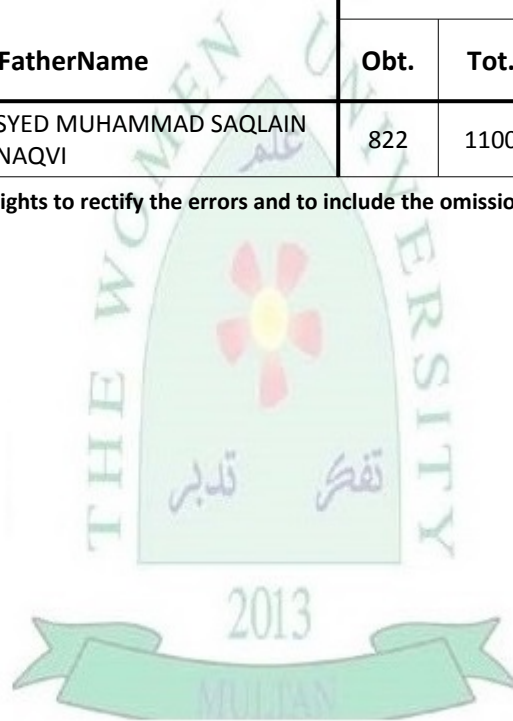 FatherName Obt. Tot.
SYED MUHAMMAD SAQLAIN
NAQVI 822 1100
ights to rectify the errors and to include the omissio
THE WOMEN UNIVERSITY
علم
تدبر تفکر
2013
MULTAN